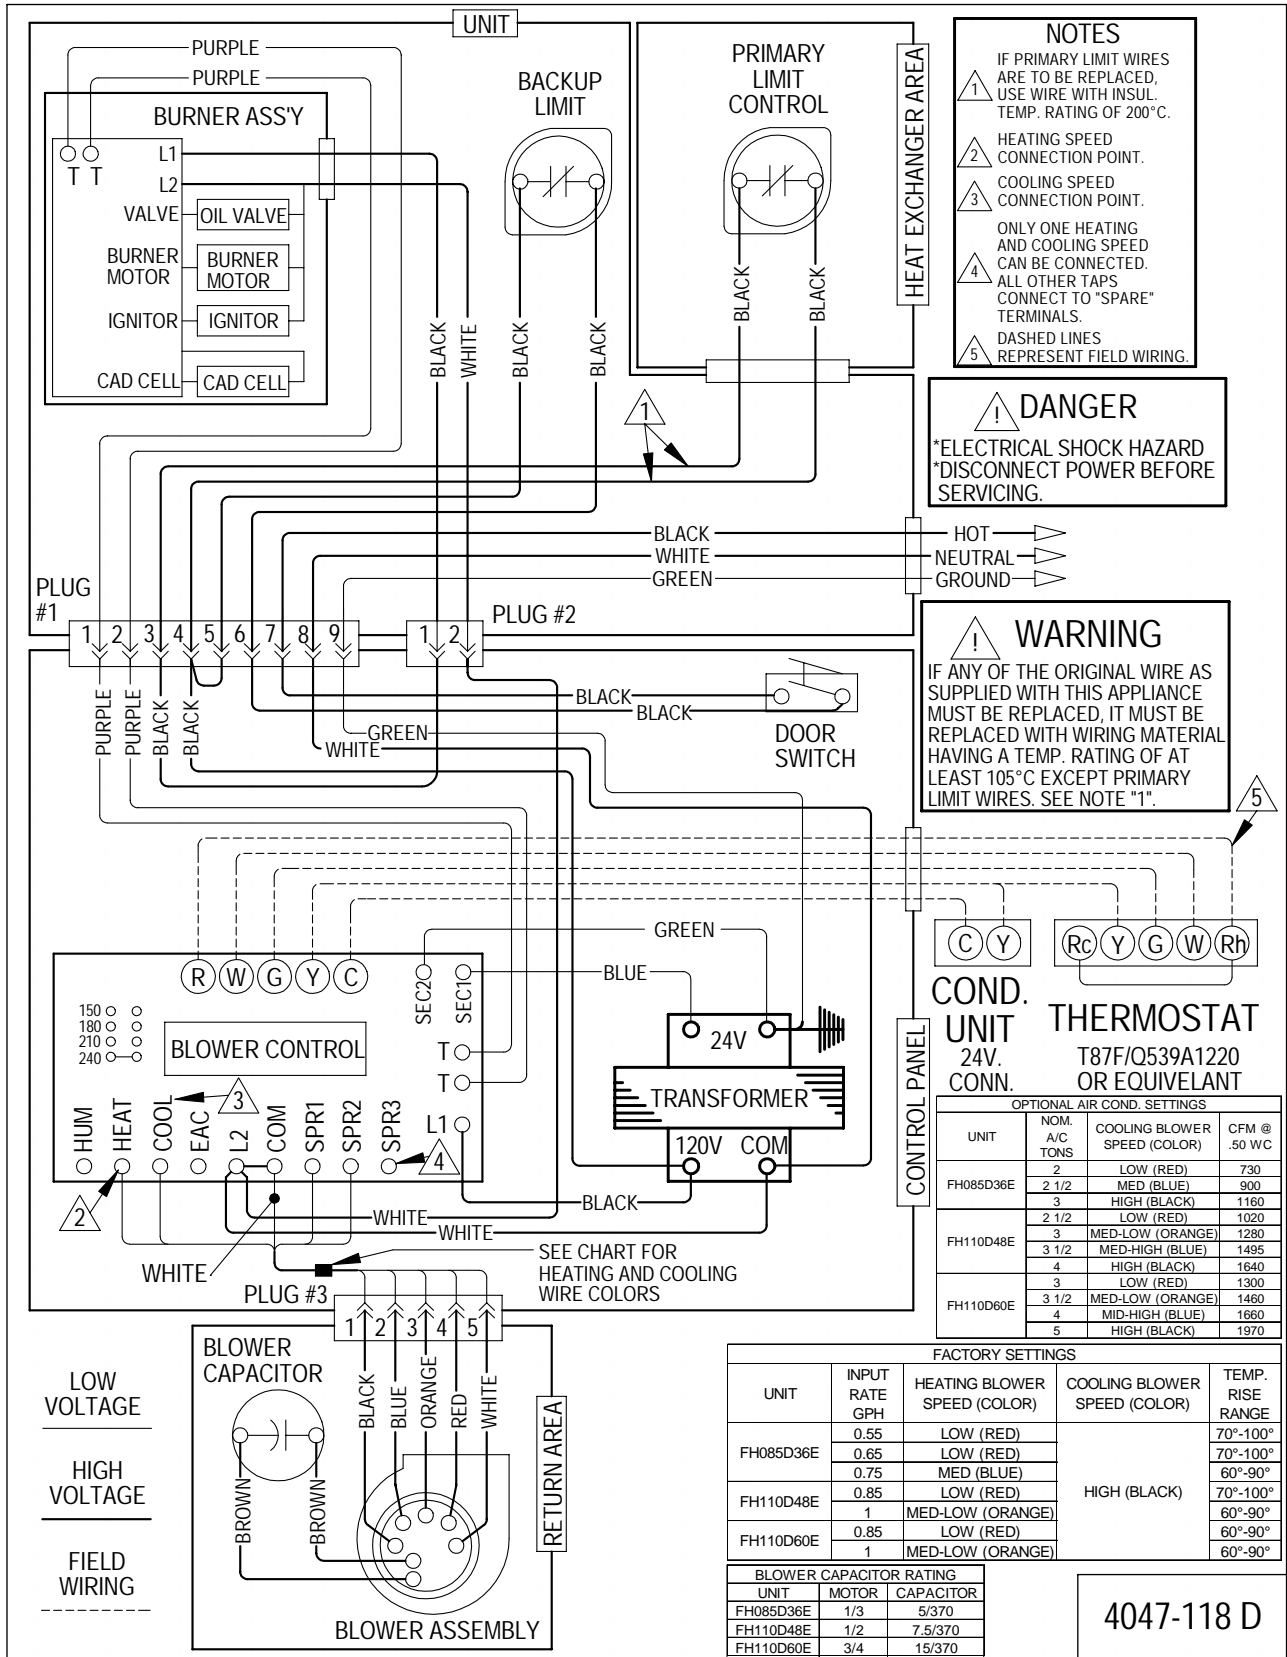 UNIT
PURPLE
PURPLE
BURNER ASS'Y
T T
L1
L2
VALVE
OIL VALVE
BURNER
MOTOR
BURNER
MOTOR
IGNITOR
IGNITOR
CAD CELL
CAD CELL
BACKUP
LIMIT
PRIMARY
LIMIT
CONTROL
HEAT EXCHANGER AREA
BLACK
WHITE
BLACK
BLACK
BLACK
BLACK
1
NOTES
1
IF PRIMARY LIMIT WIRES
ARE TO BE REPLACED,
USE WIRE WITH INSUL.
TEMP. RATING OF 200°C.
2
HEATING SPEED
CONNECTION POINT.
3
COOLING SPEED
CONNECTION POINT.
4
ONLY ONE HEATING
AND COOLING SPEED
CAN BE CONNECTED.
ALL OTHER TAPS
CONNECT TO "SPARE"
TERMINALS.
5
DASHED LINES
REPRESENT FIELD WIRING.
! DANGER
*ELECTRICAL SHOCK HAZARD
*DISCONNECT POWER BEFORE
SERVICING.
BLACK HOT
WHITE NEUTRAL
GREEN GROUND
PLUG
#1
1 2 3 4 5 6 7 8 9
PLUG #2
1 2
! WARNING
IF ANY OF THE ORIGINAL WIRE AS
SUPPLIED WITH THIS APPLIANCE
MUST BE REPLACED, IT MUST BE
REPLACED WITH WIRING MATERIAL
HAVING A TEMP. RATING OF AT
LEAST 105°C EXCEPT PRIMARY
LIMIT WIRES. SEE NOTE "1".
PURPLE
PURPLE
BLACK
BLACK
BLACK
BLACK
GREEN
WHITE
DOOR
SWITCH
5
GREEN
BLUE
R W G Y C
SEC2
SEC1
150
180
210
240
BLOWER CONTROL
T
T
L1
3
HUM
HEAT
COOL
EAC
L2
COM
SPR1
SPR2
SPR3
4
2
24V
TRANSFORMER
120V COM
CONTROL PANEL
C Y
COND.
UNIT
24V.
CONN.
Rc Y G W Rh
THERMOSTAT
T87F/Q539A1220
OR EQUIVELANT
BLACK
WHITE
WHITE
WHITE
SEE CHART FOR
HEATING AND COOLING
WIRE COLORS
PLUG #3
1 2 3 4 5
BLACK
BLUE
ORANGE
RED
WHITE
BLOWER
CAPACITOR
BROWN
BROWN
RETURN AREA
BLOWER ASSEMBLY
LOW
VOLTAGE
HIGH
VOLTAGE
FIELD
WIRING
OPTIONAL AIR COND. SETTINGS
UNIT | NOM. A/C TONS | COOLING BLOWER SPEED (COLOR) | CFM @ .50 WC
FH085D36E | 2 | LOW (RED) | 730
2 1/2 | MED (BLUE) | 900
3 | HIGH (BLACK) | 1160
FH110D48E | 2 1/2 | LOW (RED) | 1020
3 | MED-LOW (ORANGE) | 1280
3 1/2 | MED-HIGH (BLUE) | 1495
4 | HIGH (BLACK) | 1640
FH110D60E | 3 | LOW (RED) | 1300
3 1/2 | MED-LOW (ORANGE) | 1460
4 | MID-HIGH (BLUE) | 1660
5 | HIGH (BLACK) | 1970
FACTORY SETTINGS
UNIT | INPUT RATE GPH | HEATING BLOWER SPEED (COLOR) | COOLING BLOWER SPEED (COLOR) | TEMP. RISE RANGE
FH085D36E | 0.55 | LOW (RED) | HIGH (BLACK) | 70°-100°
0.65 | LOW (RED) | 70°-100°
0.75 | MED (BLUE) | 60°-90°
FH110D48E | 0.85 | LOW (RED) | 70°-100°
1 | MED-LOW (ORANGE) | 60°-90°
FH110D60E | 0.85 | LOW (RED) | 60°-90°
1 | MED-LOW (ORANGE) | 60°-90°
BLOWER CAPACITOR RATING
UNIT | MOTOR | CAPACITOR
FH085D36E | 1/3 | 5/370
FH110D48E | 1/2 | 7.5/370
FH110D60E | 3/4 | 15/370
4047-118 D